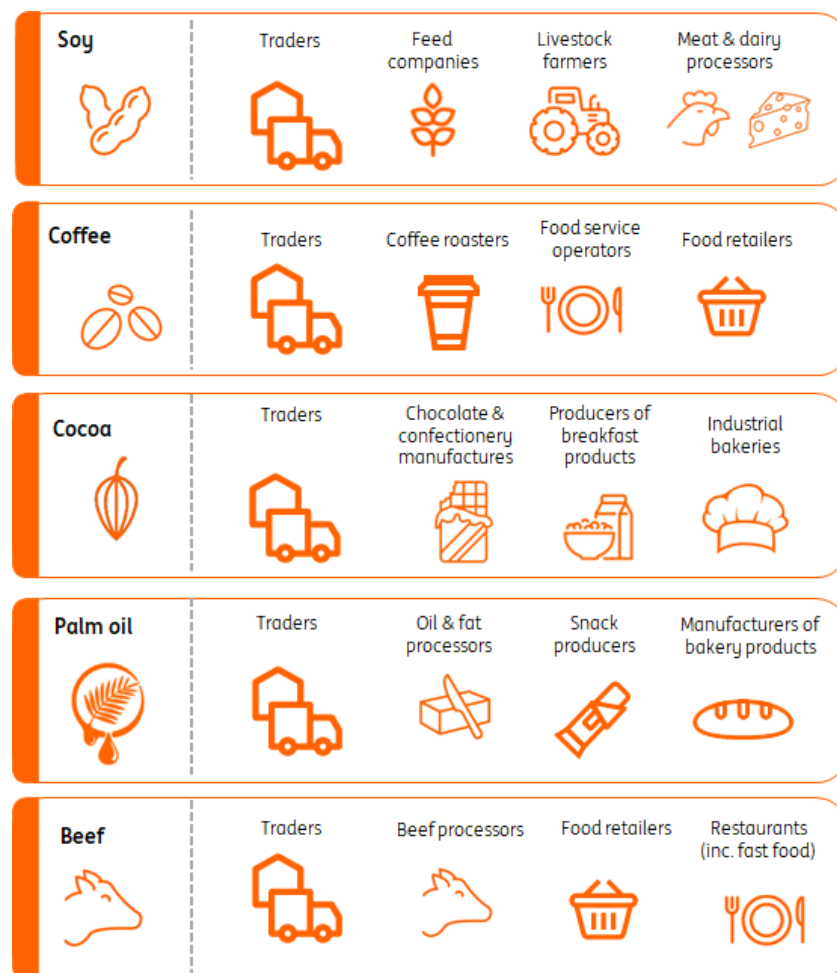 Soy
Traders
Feed
companies
Livestock
farmers
Meat & dairy
processors
Coffee
Traders
Coffee roasters
Food service
operators
Food retailers
Cocoa
Traders
Chocolate &
confectionery
manufactures
Producers of
breakfast
products
Industrial
bakeries
Palm oil
Traders
Oil & fat
processors
Snack
producers
Manufacturers of
bakery products
Beef
Traders
Beef processors
Food retailers
Restaurants
(inc. fast food)